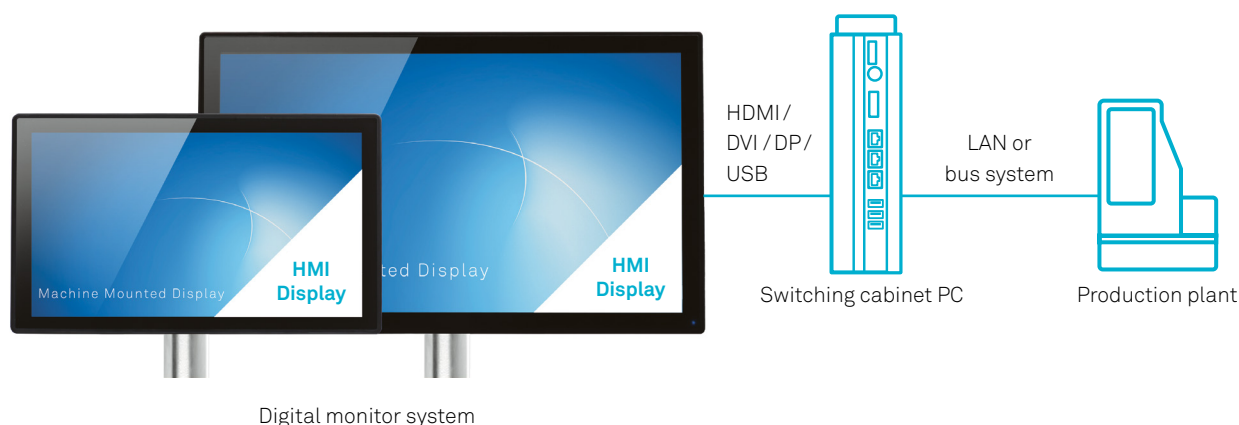 Machine Mounted Display
HMI
Display
ted Display
HMI
Display
HDMI /
DVI / DP /
USB
LAN or
bus system
Switching cabinet PC
Production plant
Digital monitor system